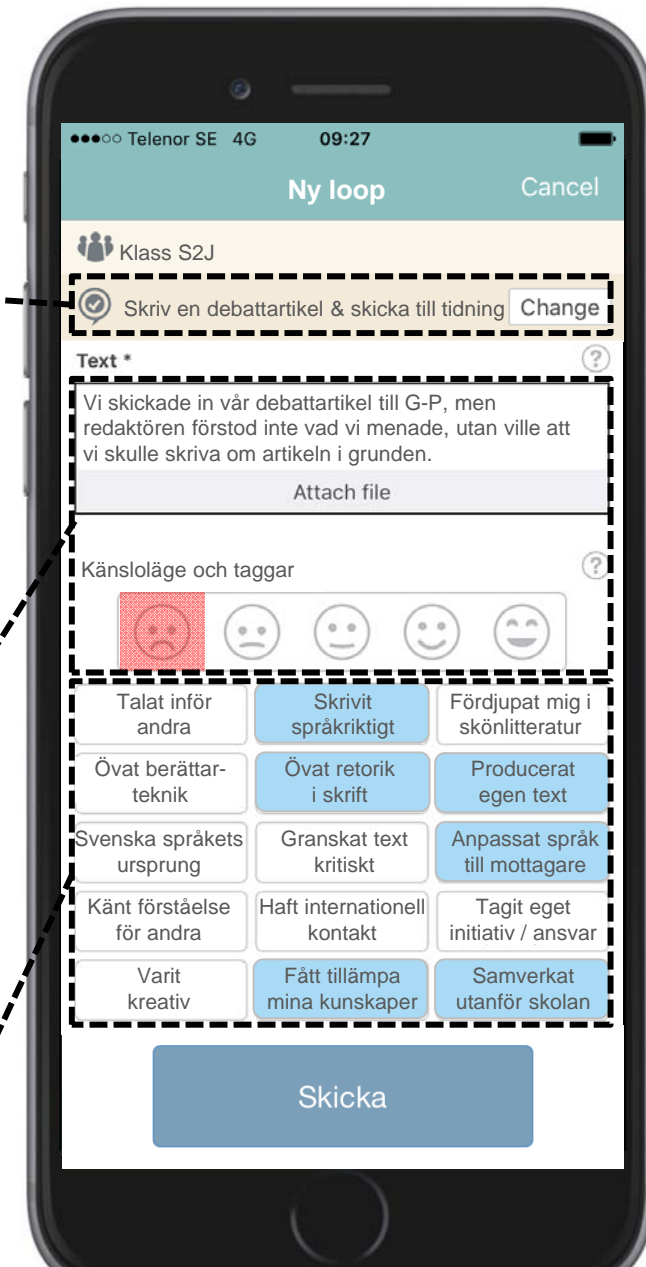 ●●●○○ Telenor SE 4G 09:27
Ny loop Cancel
Klass S2J
Skriv en debattartikel & skicka till tidning Change
Text * ?
Vi skickade in vår debattartikel till G-P, men
redaktören förstod inte vad vi menade, utan ville att
vi skulle skriva om artikeln i grunden.
Attach file
Känsloläge och taggar ?
Talat inför
andra
Skrivit
språkriktigt
Fördjupat mig i
skönlitteratur
Övat berättar-
teknik
Övat retorik
i skrift
Producerat
egen text
Svenska språkets
ursprung
Granskat text
kritiskt
Anpassat språk
till mottagare
Känt förståelse
för andra
Haft internationell
kontakt
Tagit eget
initiativ / ansvar
Varit
kreativ
Fått tillämpa
mina kunskaper
Samverkat
utanför skolan
Skicka